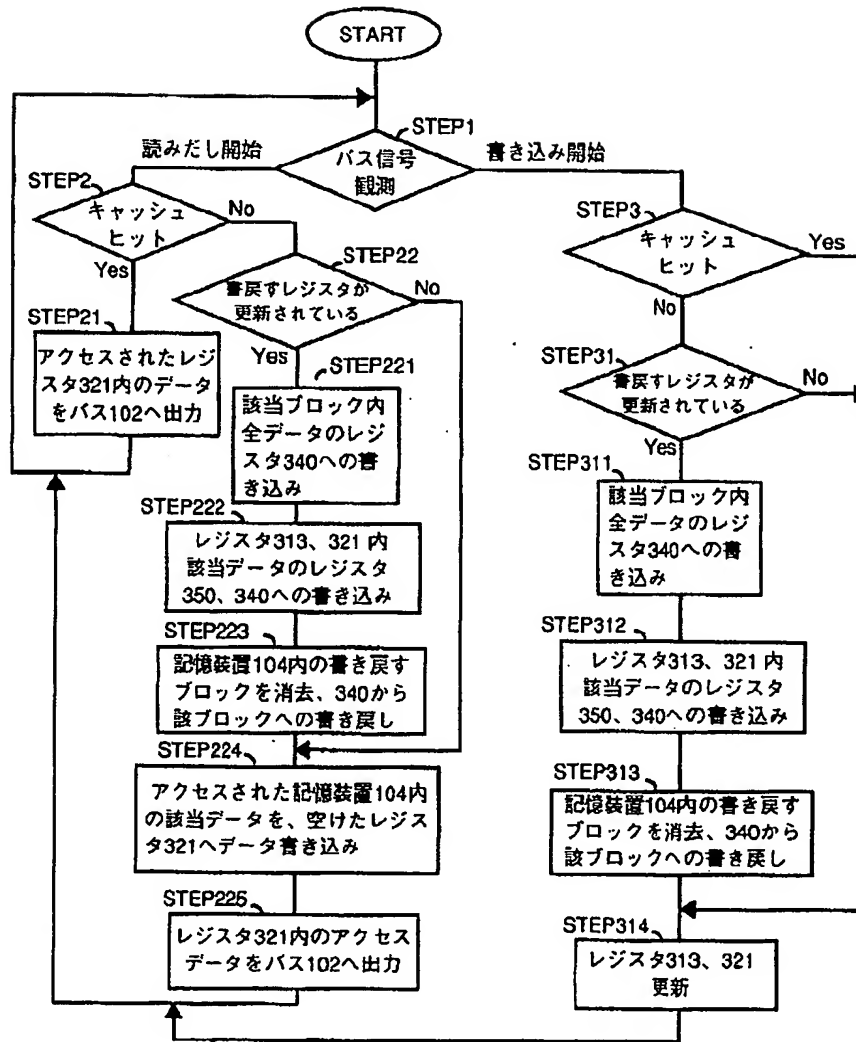 START
STEP1
バス信号
観測
読みだし開始
書き込み開始
STEP2
キャッシュ
ヒット
No
Yes
STEP21
アクセスされたレジ
スタ321内のデータ
をバス102へ出力
STEP22
書戻すレジスタが
更新されている
No
Yes
STEP221
該当ブロック内
全データのレジ
スタ340への書
き込み
STEP222
レジスタ313、321内
該当データのレジスタ
350、340への書き込み
STEP223
記憶装置104内の書き戻す
ブロックを消去、340から
該ブロックへの書き戻し
STEP224
アクセスされた記憶装置104内
の該当データを、空けたレジス
タ321へデータ書き込み
STEP225
レジスタ321内のアクセス
データをバス102へ出力
STEP3
キャッシュ
ヒット
Yes
No
STEP31
書戻すレジスタが
更新されている
No
Yes
STEP311
該当ブロック内
全データのレジ
スタ340への書
き込み
STEP312
レジスタ313、321内
該当データのレジスタ
350、340への書き込み
STEP313
記憶装置104内の書き戻す
ブロックを消去、340から
該ブロックへの書き戻し
STEP314
レジスタ313、321
更新